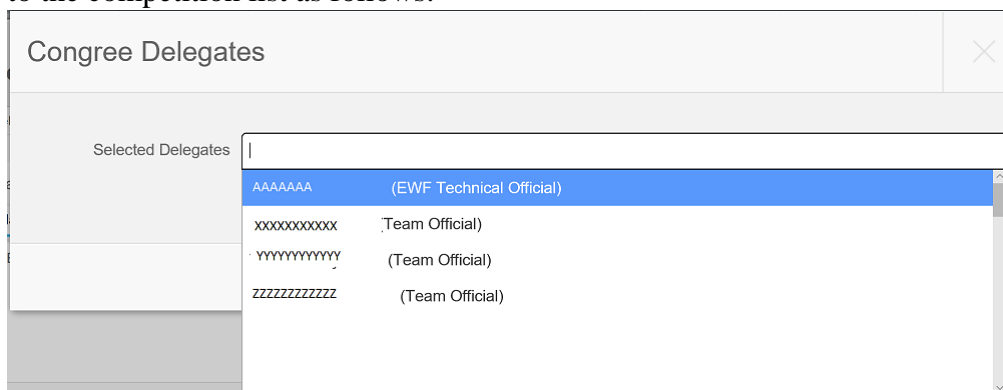 to the competition list as follows:
Congree Delegates
Selected Delegates
AAAAAAA (EWF Technical Official)
xxxxxxxxxxx Team Official)
YYYYYYYYYYYY (Team Official)
ZZZZZZZZZZZZ (Team Official)